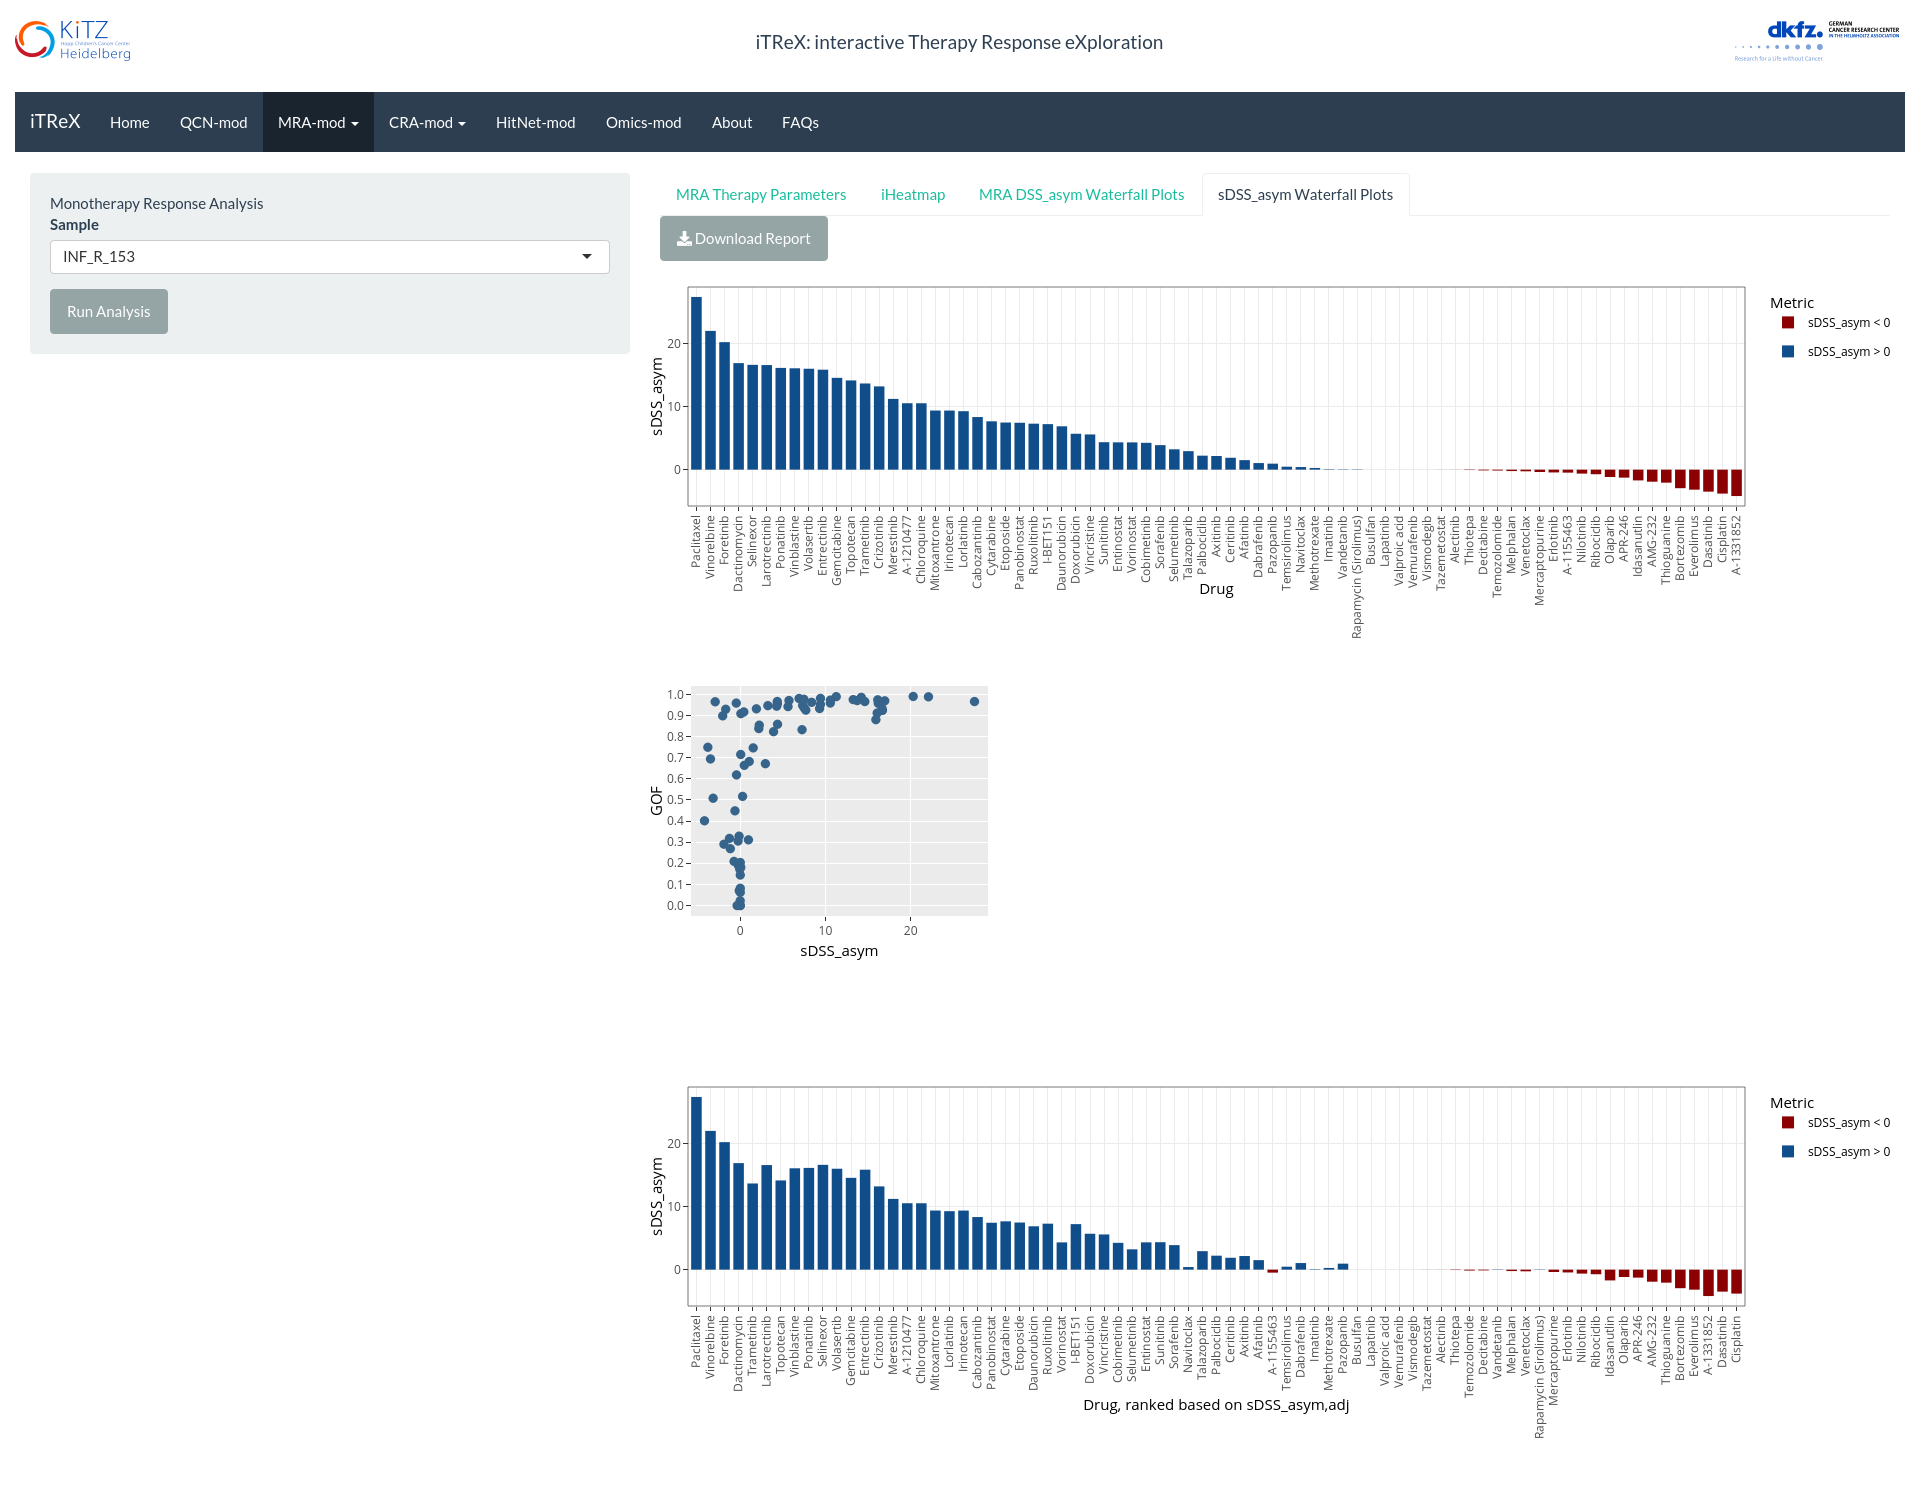 KiTZ
Hopp Children's Cancer Center
Heidelberg
iTReX: interactive Therapy Response eXploration
dkfz.
GERMAN
CANCER RESEARCH CENTER
IN THE HELMHOLTZ ASSOCIATION
Research for a Life without Cancer
iTReX Home QCN-mod MRA-mod CRA-mod HitNet-mod Omics-mod About FAQs
Monotherapy Response Analysis
Sample
INF_R_153
Run Analysis
MRA Therapy Parameters iHeatmap MRA DSS_asym Waterfall Plots sDSS_asym Waterfall Plots
Download Report
sDSS_asym
20
10
0
Metric
sDSS_asym < 0
sDSS_asym > 0
Paclitaxel
Vinorelbine
Foretinib
Dactinomycin
Selinexor
Larotrectinib
Ponatinib
Vinblastine
Volasertib
Entrectinib
Gemcitabine
Topotecan
Trametinib
Crizotinib
Merestinib
A-1210477
Chloroquine
Mitoxantrone
Irinotecan
Lorlatinib
Cabozantinib
Cytarabine
Etoposide
Panobinostat
Ruxolitinib
I-BET151
Daunorubicin
Doxorubicin
Vincristine
Sunitinib
Entinostat
Vorinostat
Cobimetinib
Sorafenib
Selumetinib
Talazoparib
Palbociclib
Axitinib
Ceritinib
Afatinib
Dabrafenib
Pazopanib
Temsirolimus
Navitoclax
Methotrexate
Imatinib
Vandetanib
Rapamycin (Sirolimus)
Busulfan
Lapatinib
Valproic acid
Vemurafenib
Vismodegib
Tazemetostat
Alectinib
Thiotepa
Decitabine
Temozolomide
Melphalan
Venetoclax
Mercaptopurine
Erlotinib
A-1155463
Nilotinib
Ribociclib
Olaparib
APR-246
Idasanutlin
AMG-232
Thioguanine
Bortezomib
Everolimus
Dasatinib
Cisplatin
A-1331852
Drug
GOF
1.0
0.9
0.8
0.7
0.6
0.5
0.4
0.3
0.2
0.1
0.0
0 10 20
sDSS_asym
sDSS_asym
20
10
0
Metric
sDSS_asym < 0
sDSS_asym > 0
Paclitaxel
Vinorelbine
Foretinib
Dactinomycin
Trametinib
Larotrectinib
Topotecan
Vinblastine
Ponatinib
Selinexor
Volasertib
Gemcitabine
Entrectinib
Crizotinib
Merestinib
A-1210477
Chloroquine
Mitoxantrone
Lorlatinib
Irinotecan
Cabozantinib
Panobinostat
Cytarabine
Etoposide
Daunorubicin
Ruxolitinib
Vorinostat
I-BET151
Doxorubicin
Vincristine
Cobimetinib
Selumetinib
Entinostat
Sunitinib
Sorafenib
Navitoclax
Talazoparib
Palbociclib
Ceritinib
Axitinib
Afatinib
A-1155463
Temsirolimus
Dabrafenib
Imatinib
Methotrexate
Pazopanib
Busulfan
Lapatinib
Valproic acid
Vemurafenib
Vismodegib
Tazemetostat
Alectinib
Thiotepa
Temozolomide
Decitabine
Vandetanib
Melphalan
Venetoclax
Rapamycin (Sirolimus)
Mercaptopurine
Erlotinib
Nilotinib
Ribociclib
Idasanutlin
Olaparib
APR-246
AMG-232
Thioguanine
Bortezomib
Everolimus
A-1331852
Dasatinib
Cisplatin
Drug, ranked based on sDSS_asym,adj